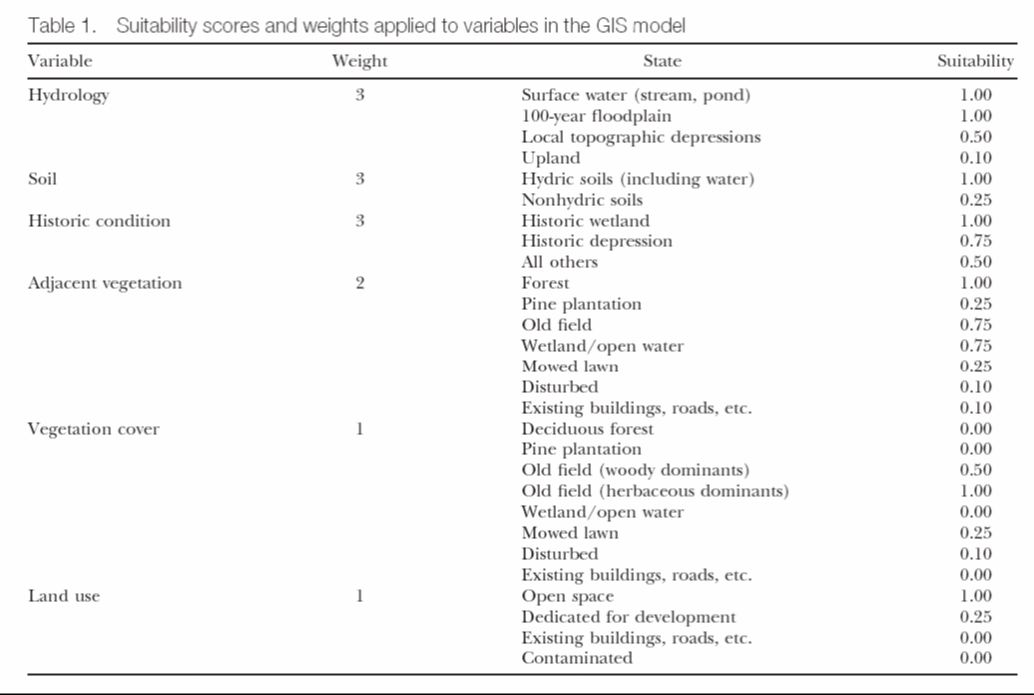 Table 1. Suitability scores and weights applied to variables in the GIS model
Variable Weight State Suitability
Hydrology 3 Surface water (stream, pond) 1.00
100-year floodplain 1.00
Local topographic depressions 0.50
Upland 0.10
Soil 3 Hydric soils (including water) 1.00
Nonhydric soils 0.25
Historic condition 3 Historic wetland 1.00
Historic depression 0.75
All others 0.50
Adjacent vegetation 2 Forest 1.00
Pine plantation 0.25
Old field 0.75
Wetland/open water 0.75
Mowed lawn 0.25
Disturbed 0.10
Existing buildings, roads, etc. 0.10
Vegetation cover 1 Deciduous forest 0.00
Pine plantation 0.00
Old field (woody dominants) 0.50
Old field (herbaceous dominants) 1.00
Wetland/open water 0.00
Mowed lawn 0.25
Disturbed 0.10
Existing buildings, roads, etc. 0.00
Land use 1 Open space 1.00
Dedicated for development 0.25
Existing buildings, roads, etc. 0.00
Contaminated 0.00